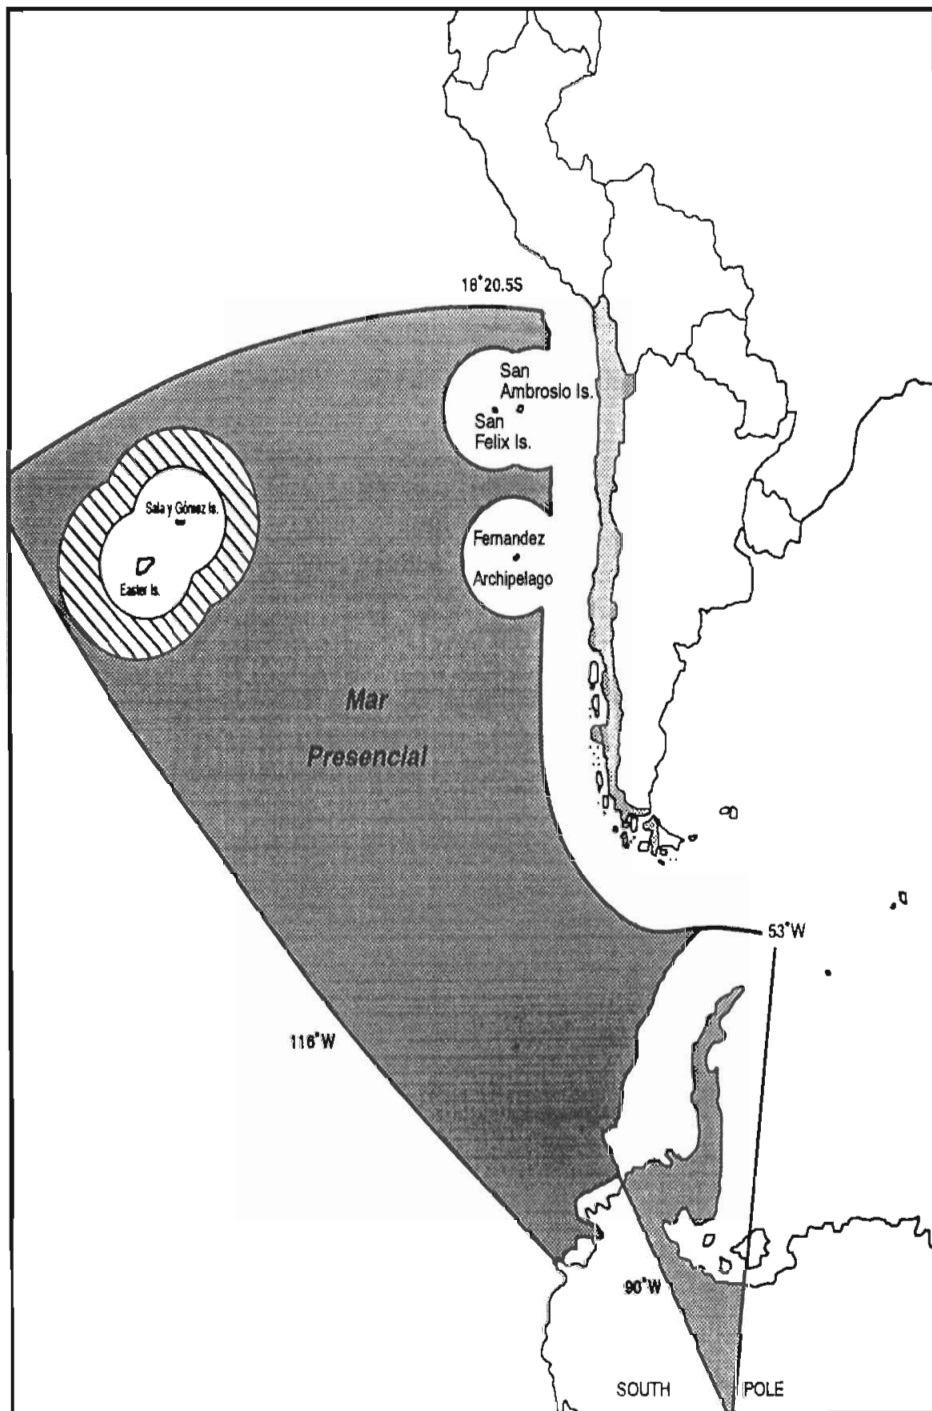 18°20.5S
San
Ambrosio Is.
San
Felix Is.
Sala y Gómez Is.
Easter Is.
Fernandez
Archipelago
Mar
Presencial
53°W
116°W
90°W
SOUTH POLE